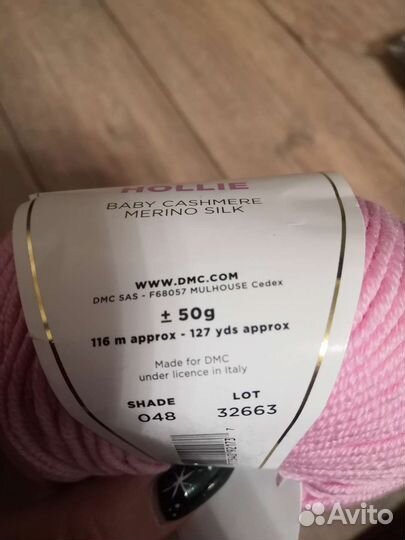 HOLLIE
BABY CASHMERE
MERINO SILK
WWW.DMC.COM
DMC SAS - F68057 MULHOUSE Cedex
± 50g
116 m approx - 127 yds approx
Made for DMC
under licence in Italy
SHADE LOT
048 32663
Avito